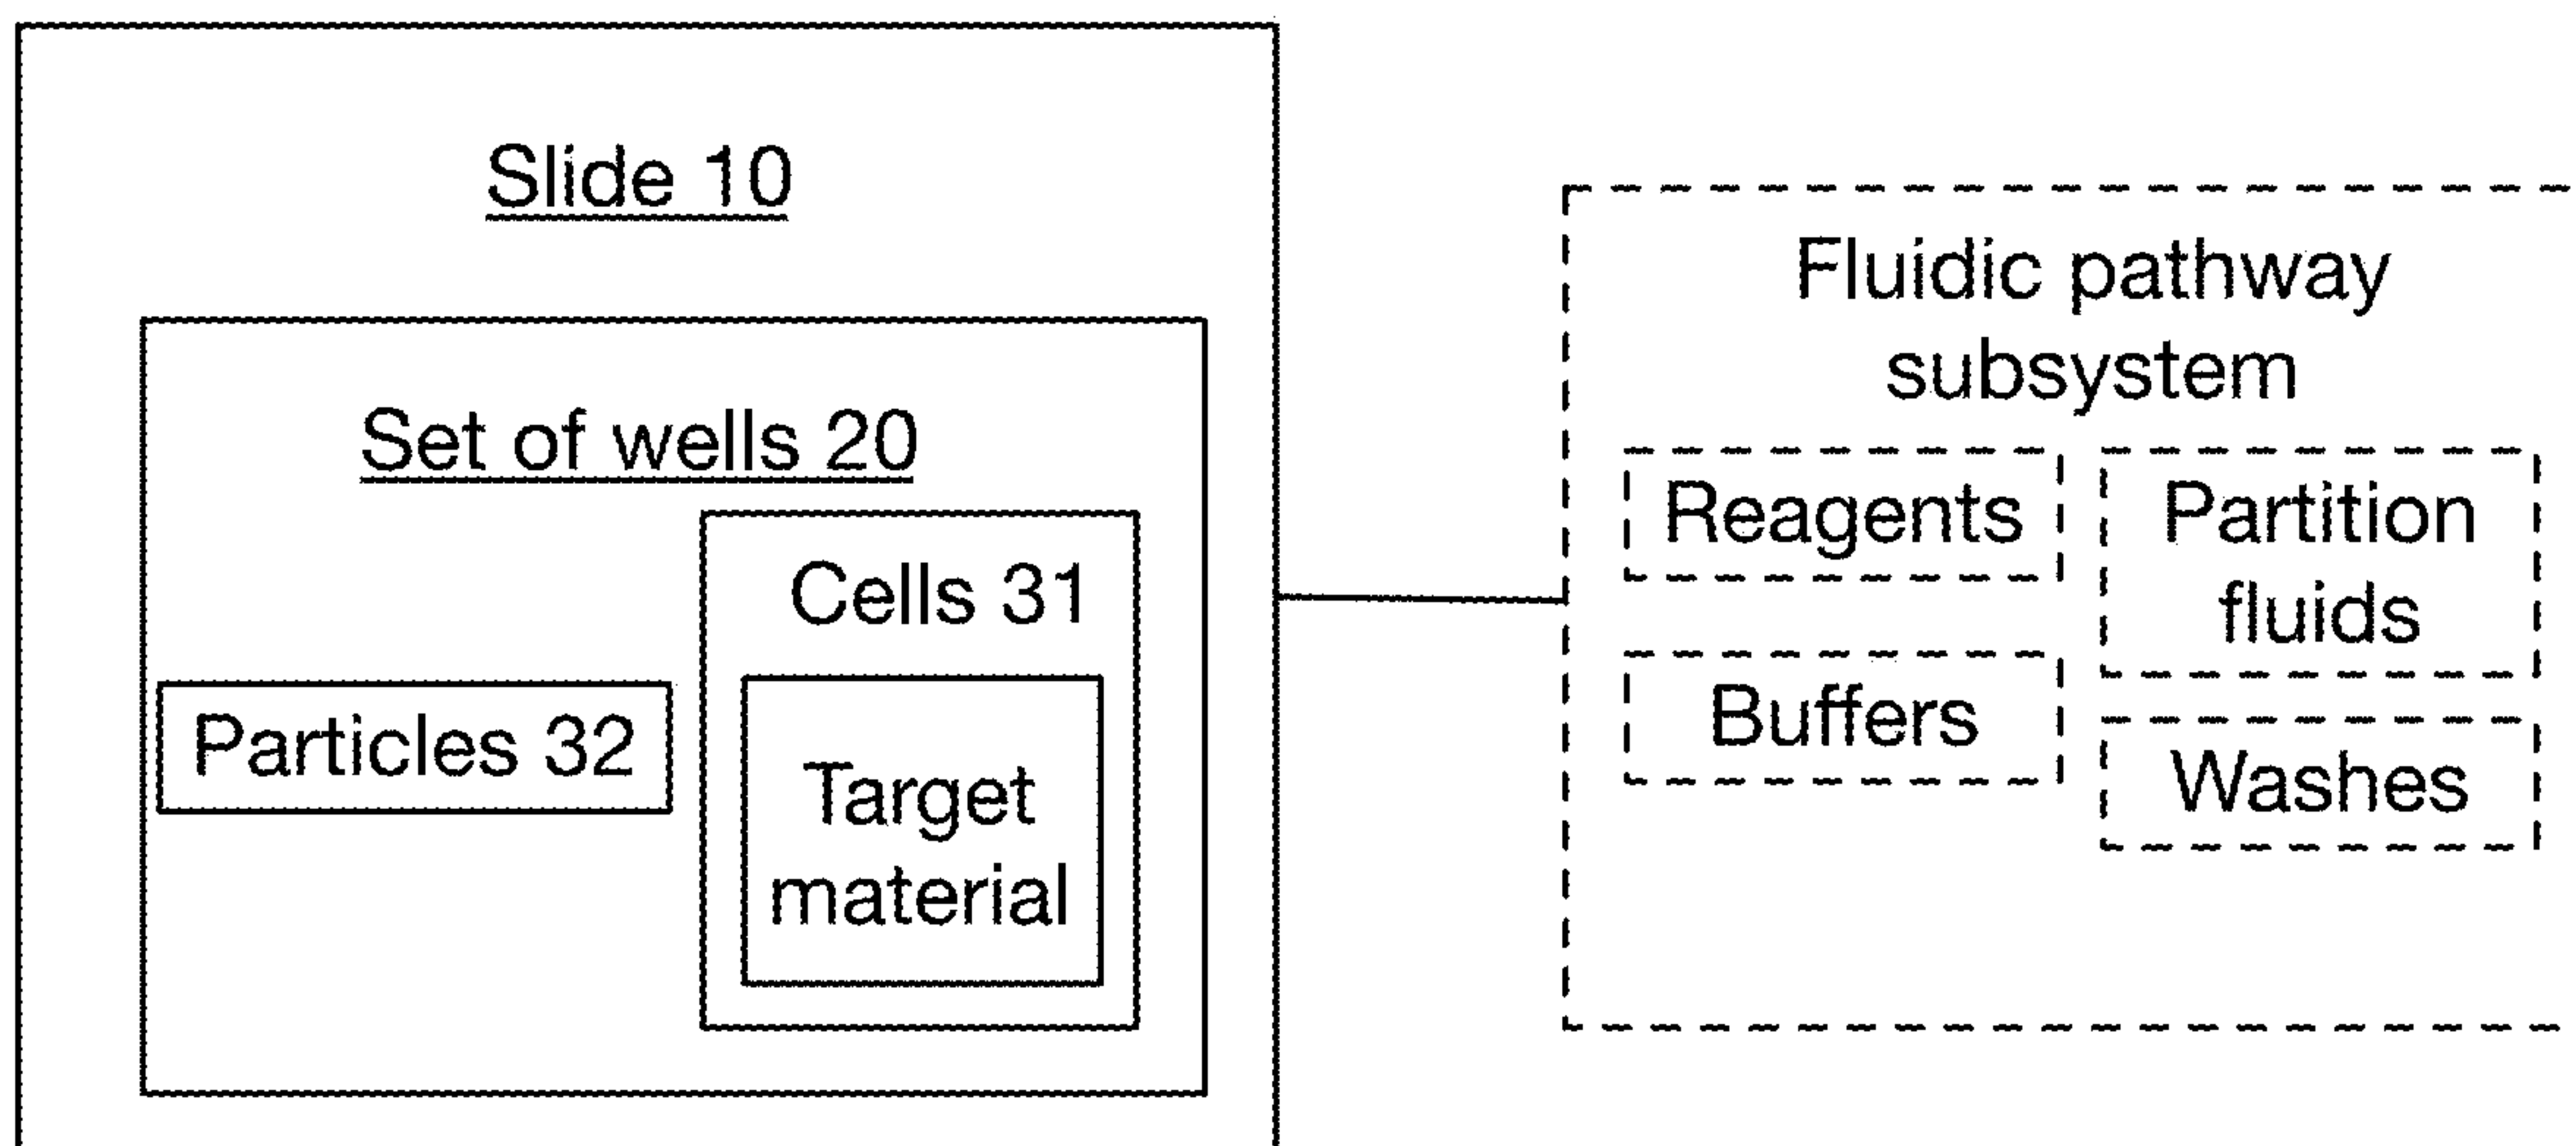 Slide 10
Set of wells 20
Cells 31
Particles 32
Target
material
Fluidic pathway
subsystem
Reagents
Partition
fluids
Buffers
Washes